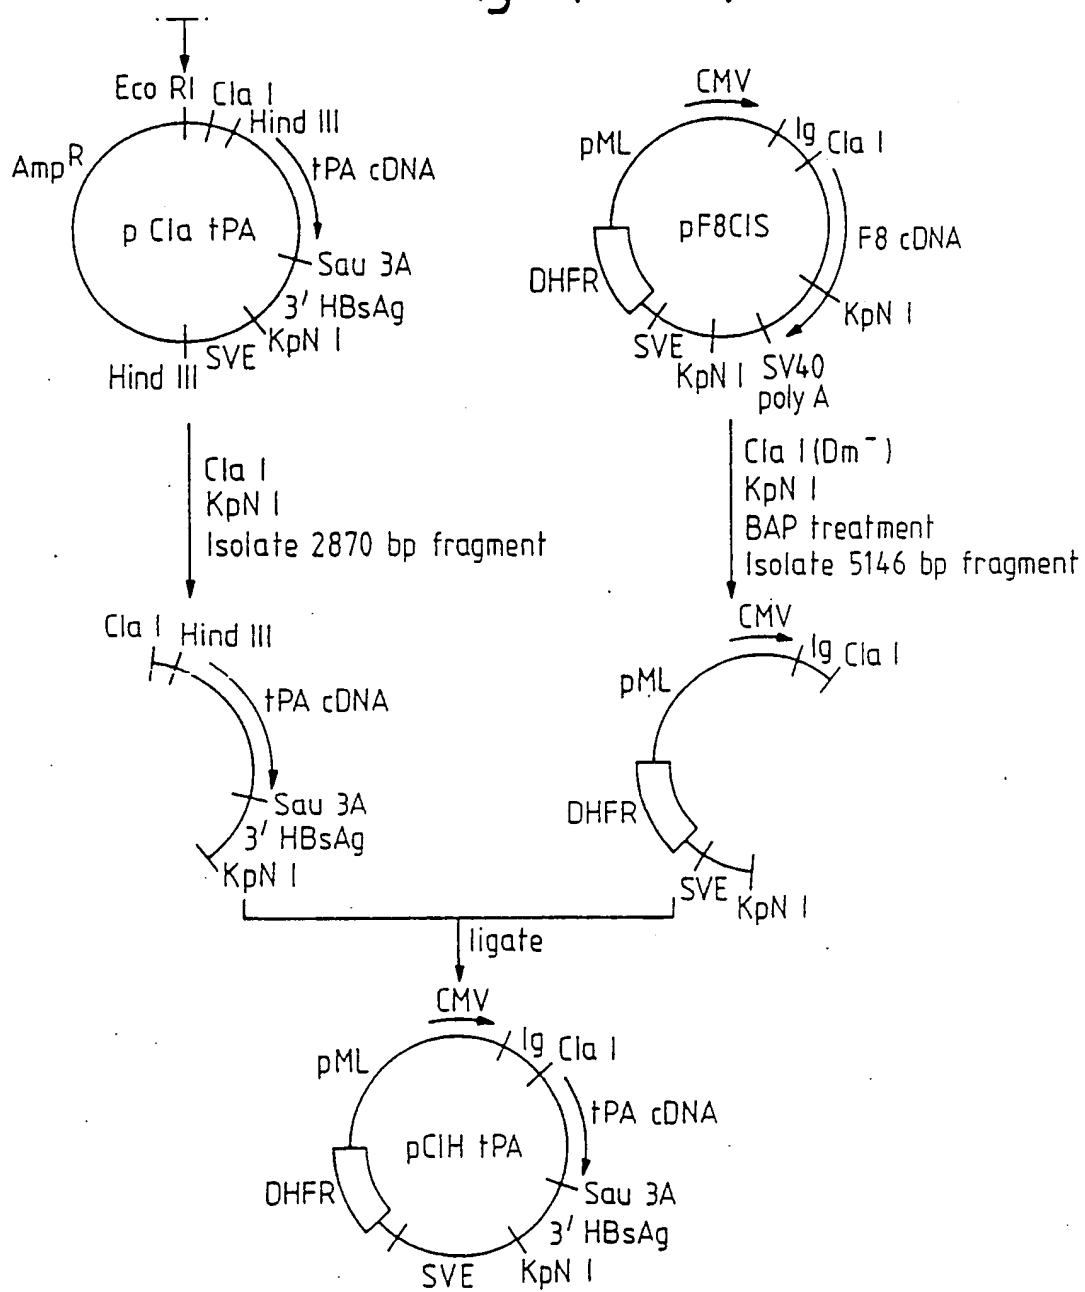 Eco RI
Cla I
Hind III
AmpR
tPA cDNA
p Cla tPA
Sau 3A
3' HBsAg
KpN I
SVE
Hind III
CMV
Ig
Cla I
pML
pF8CIS
F8 cDNA
DHFR
KpN I
SVE
KpN I
SV40
poly A
Cla I
KpN I
Isolate 2870 bp fragment
Cla I (Dm-)
KpN I
BAP treatment
Isolate 5146 bp fragment
Cla I
Hind III
tPA cDNA
Sau 3A
3' HBsAg
KpN I
CMV
Ig
Cla I
pML
DHFR
SVE
KpN I
ligate
CMV
Ig
Cla I
pML
tPA cDNA
pCIH tPA
DHFR
Sau 3A
3' HBsAg
KpN I
SVE